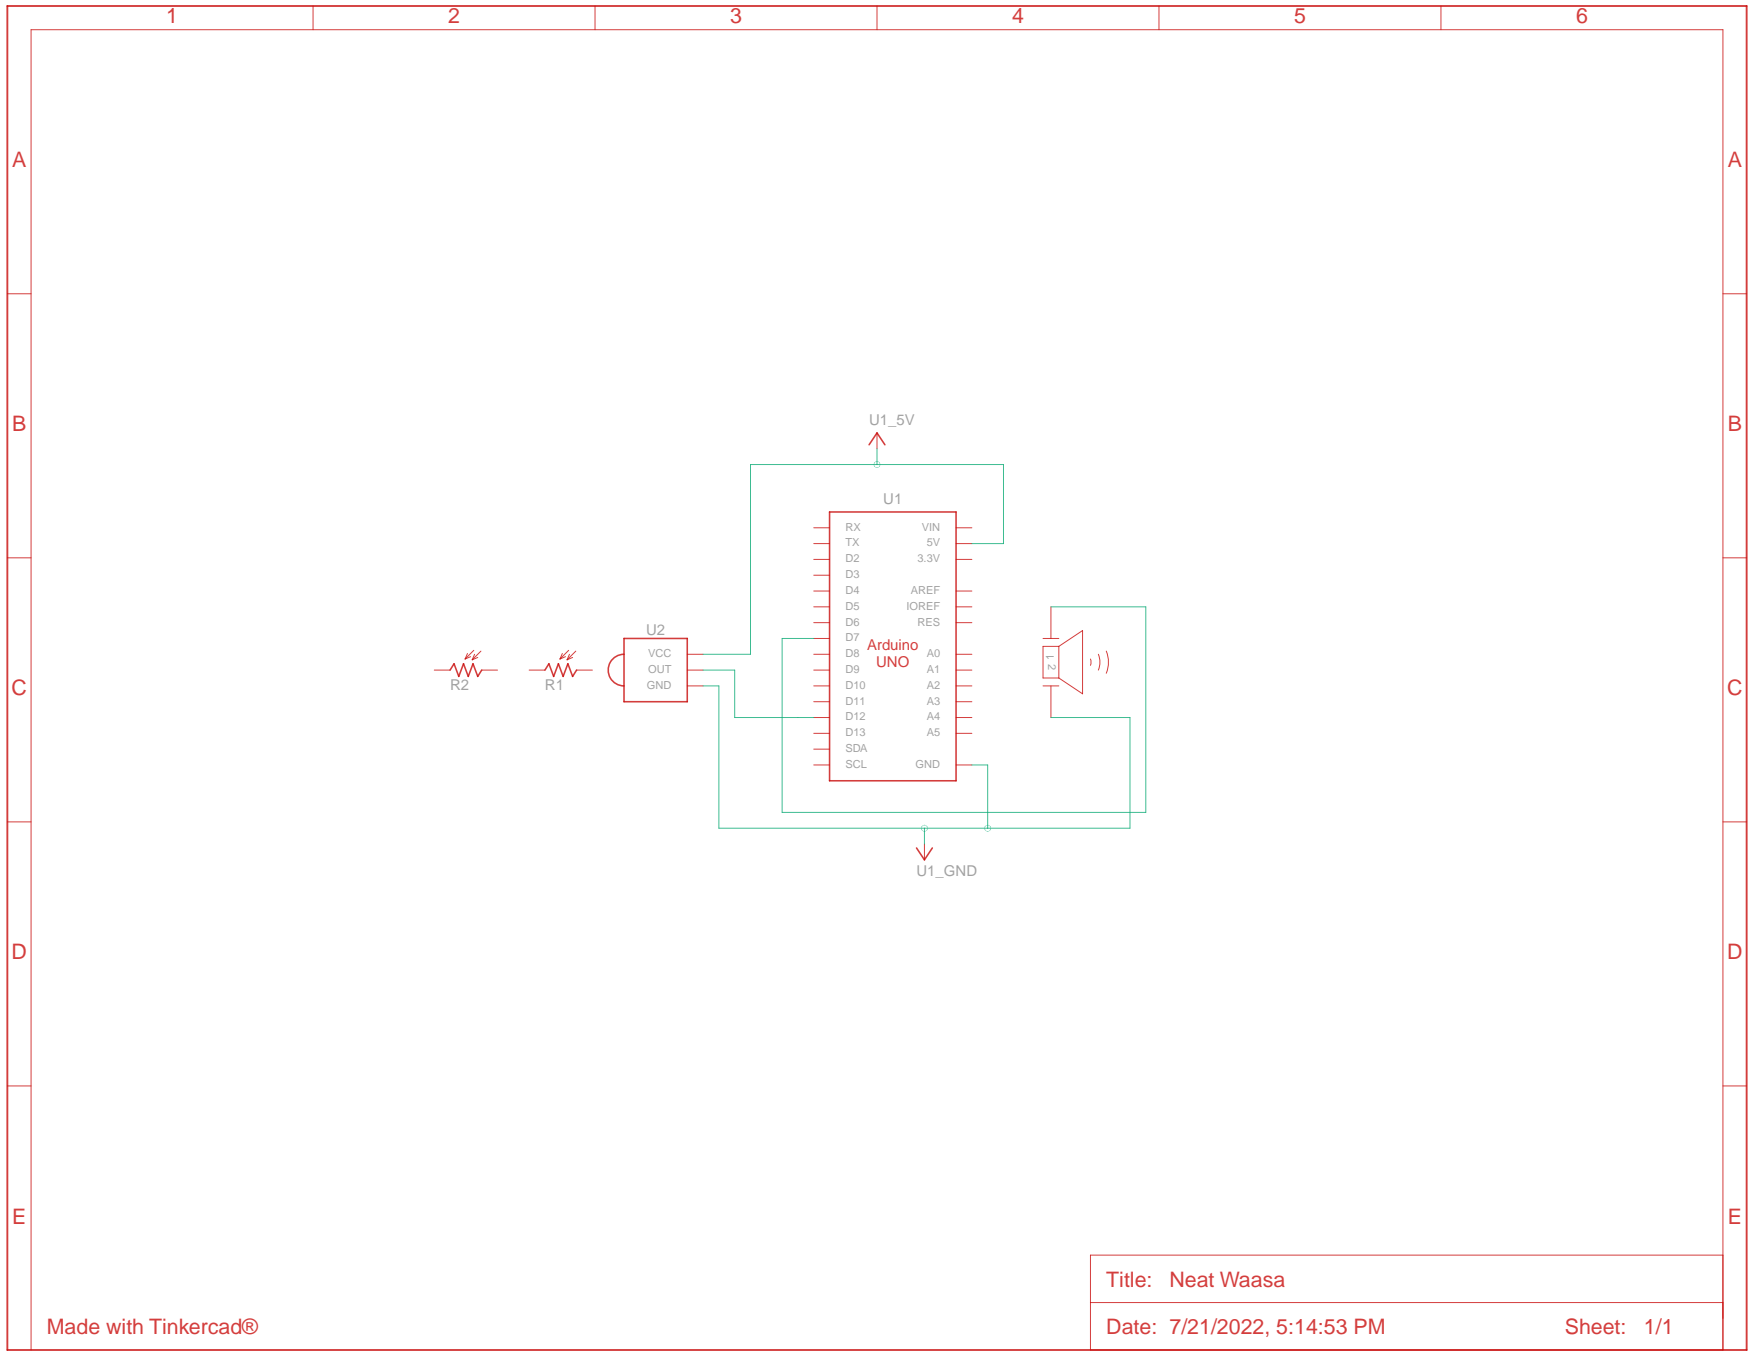 1 2 3 4 5 6
A A
B B
U1_5V
U1
RX VIN
TX 5V
D2 3.3V
D3
D4 AREF
D5 IOREF
D6 RES
D7
Arduino
UNO
D8 A0
D9 A1
D10 A2
D11 A3
D12 A4
D13 A5
SDA
SCL GND
U2
VCC
OUT
GND
R2 R1
1 2
C C
U1_GND
D D
E E
Title: Neat Waasa
Made with Tinkercad®
Date: 7/21/2022, 5:14:53 PM Sheet: 1/1